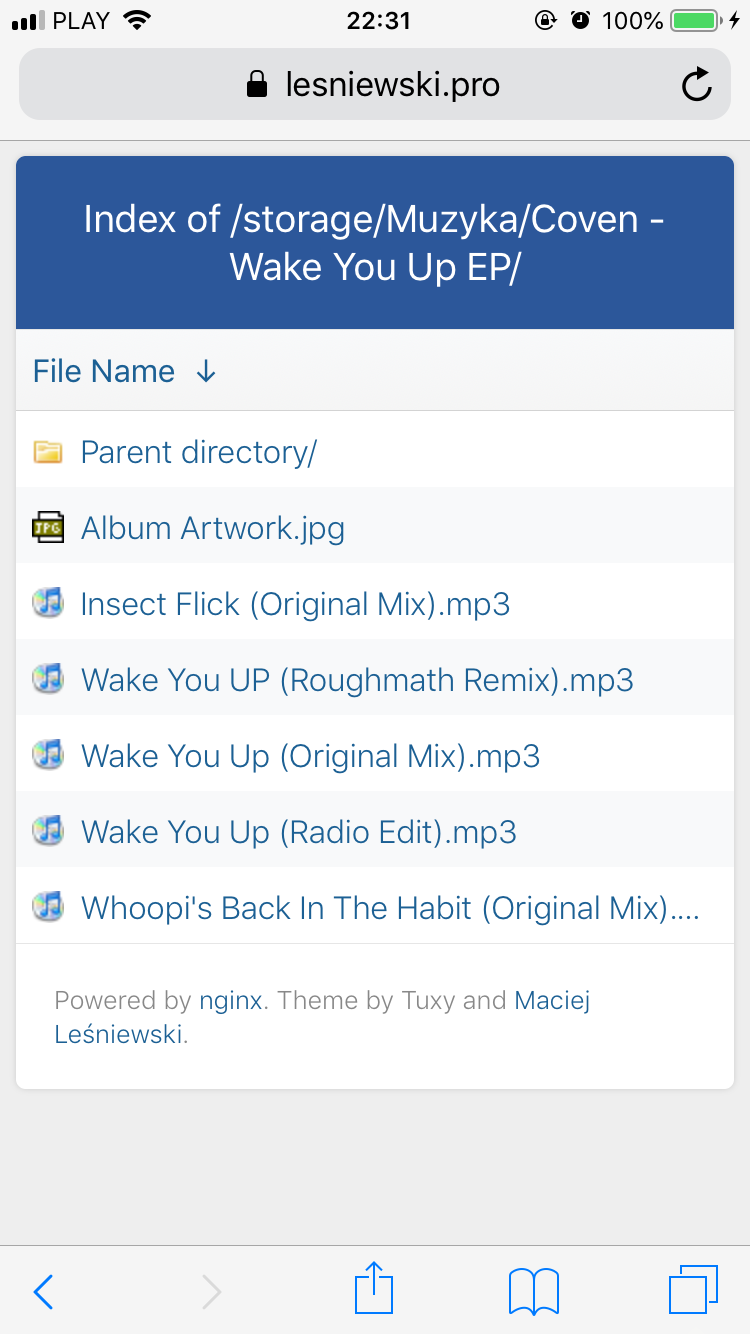 PLAY 22:31 100%
lesniewski.pro
Index of /storage/Muzyka/Coven -
Wake You Up EP/
File Name ↓
Parent directory/
JPG Album Artwork.jpg
Insect Flick (Original Mix).mp3
Wake You UP (Roughmath Remix).mp3
Wake You Up (Original Mix).mp3
Wake You Up (Radio Edit).mp3
Whoopi's Back In The Habit (Original Mix)....
Powered by nginx. Theme by Tuxy and Maciej
Leśniewski.